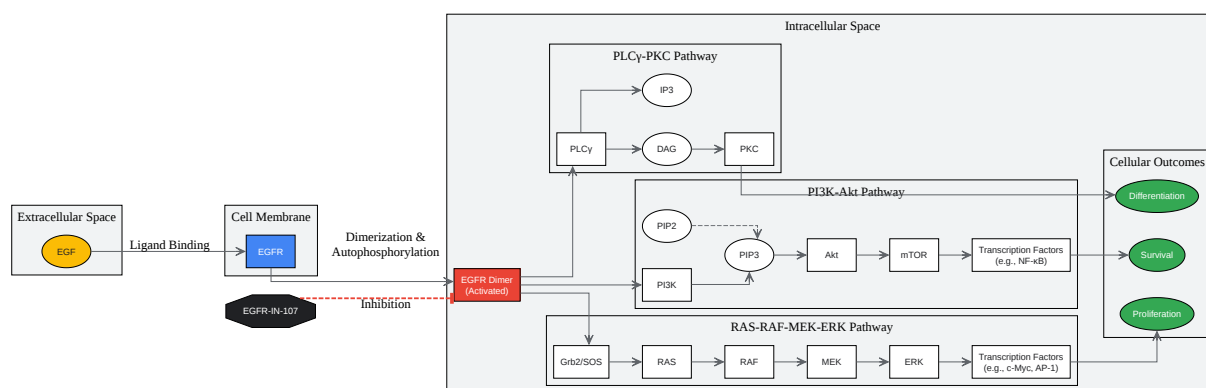 Intracellular Space
PLCγ-PKC Pathway
IP3
PLCγ
DAG
PKC
Cellular Outcomes
Differentiation
Survival
Proliferation
PI3K-Akt Pathway
PIP2
PIP3
Akt
mTOR
Transcription Factors
(e.g., NF-κB)
PI3K
Extracellular Space
EGF
Ligand Binding
Cell Membrane
EGFR
Dimerization &
Autophosphorylation
EGFR Dimer
(Activated)
EGFR-IN-107
Inhibition
RAS-RAF-MEK-ERK Pathway
Grb2/SOS
RAS
RAF
MEK
ERK
Transcription Factors
(e.g., c-Myc, AP-1)